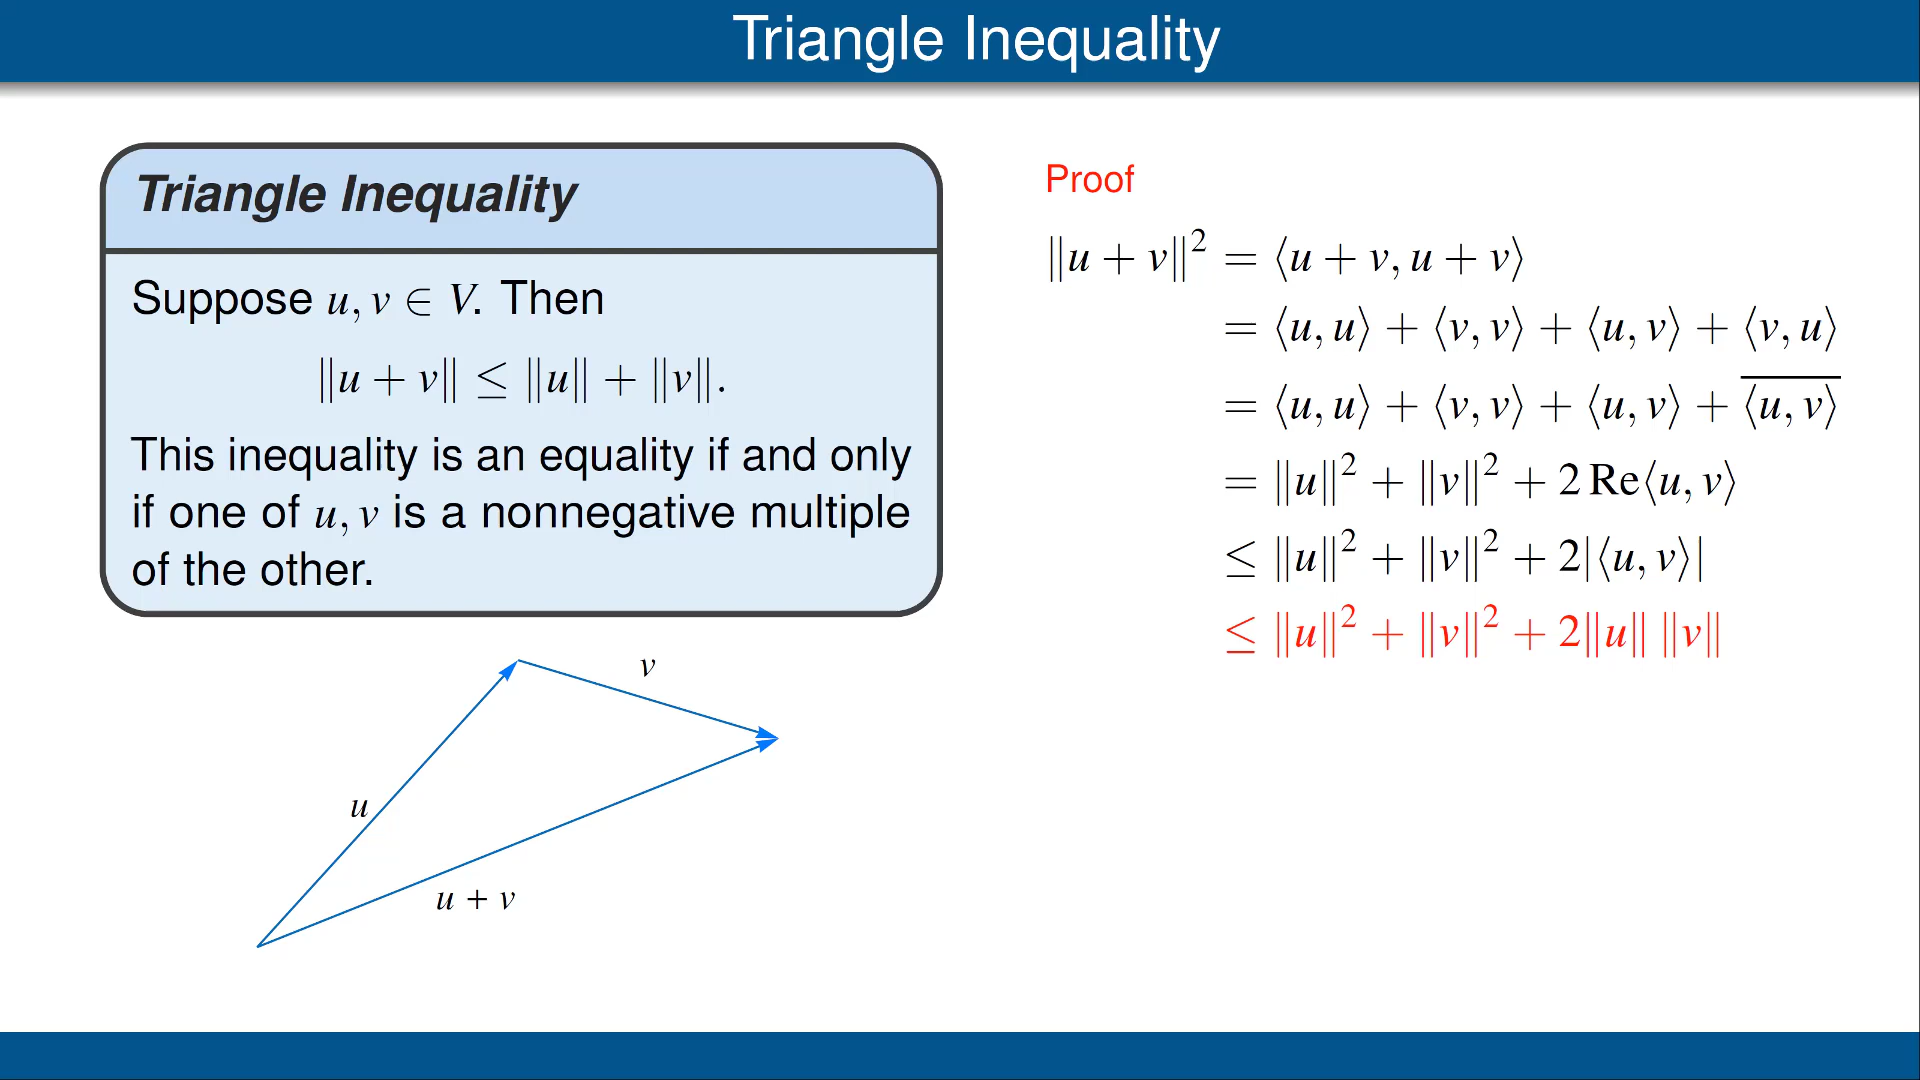 Triangle Inequality
Triangle Inequality
Suppose u, v ∈ V. Then
‖u + v‖ ≤ ‖u‖ + ‖v‖.
This inequality is an equality if and only
if one of u, v is a nonnegative multiple
of the other.
v
u
u + v
Proof
‖u + v‖² = ⟨u + v, u + v⟩
= ⟨u, u⟩ + ⟨v, v⟩ + ⟨u, v⟩ + ⟨v, u⟩
= ⟨u, u⟩ + ⟨v, v⟩ + ⟨u, v⟩ + \overline{⟨u, v⟩}
= ‖u‖² + ‖v‖² + 2 Re⟨u, v⟩
≤ ‖u‖² + ‖v‖² + 2|⟨u, v⟩|
≤ ‖u‖² + ‖v‖² + 2‖u‖ ‖v‖